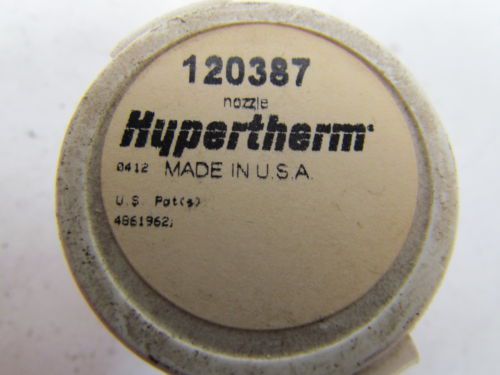 120387
nozzle
Hypertherm
0412 MADE IN U.S.A.
U.S Pat(s)
4861962;